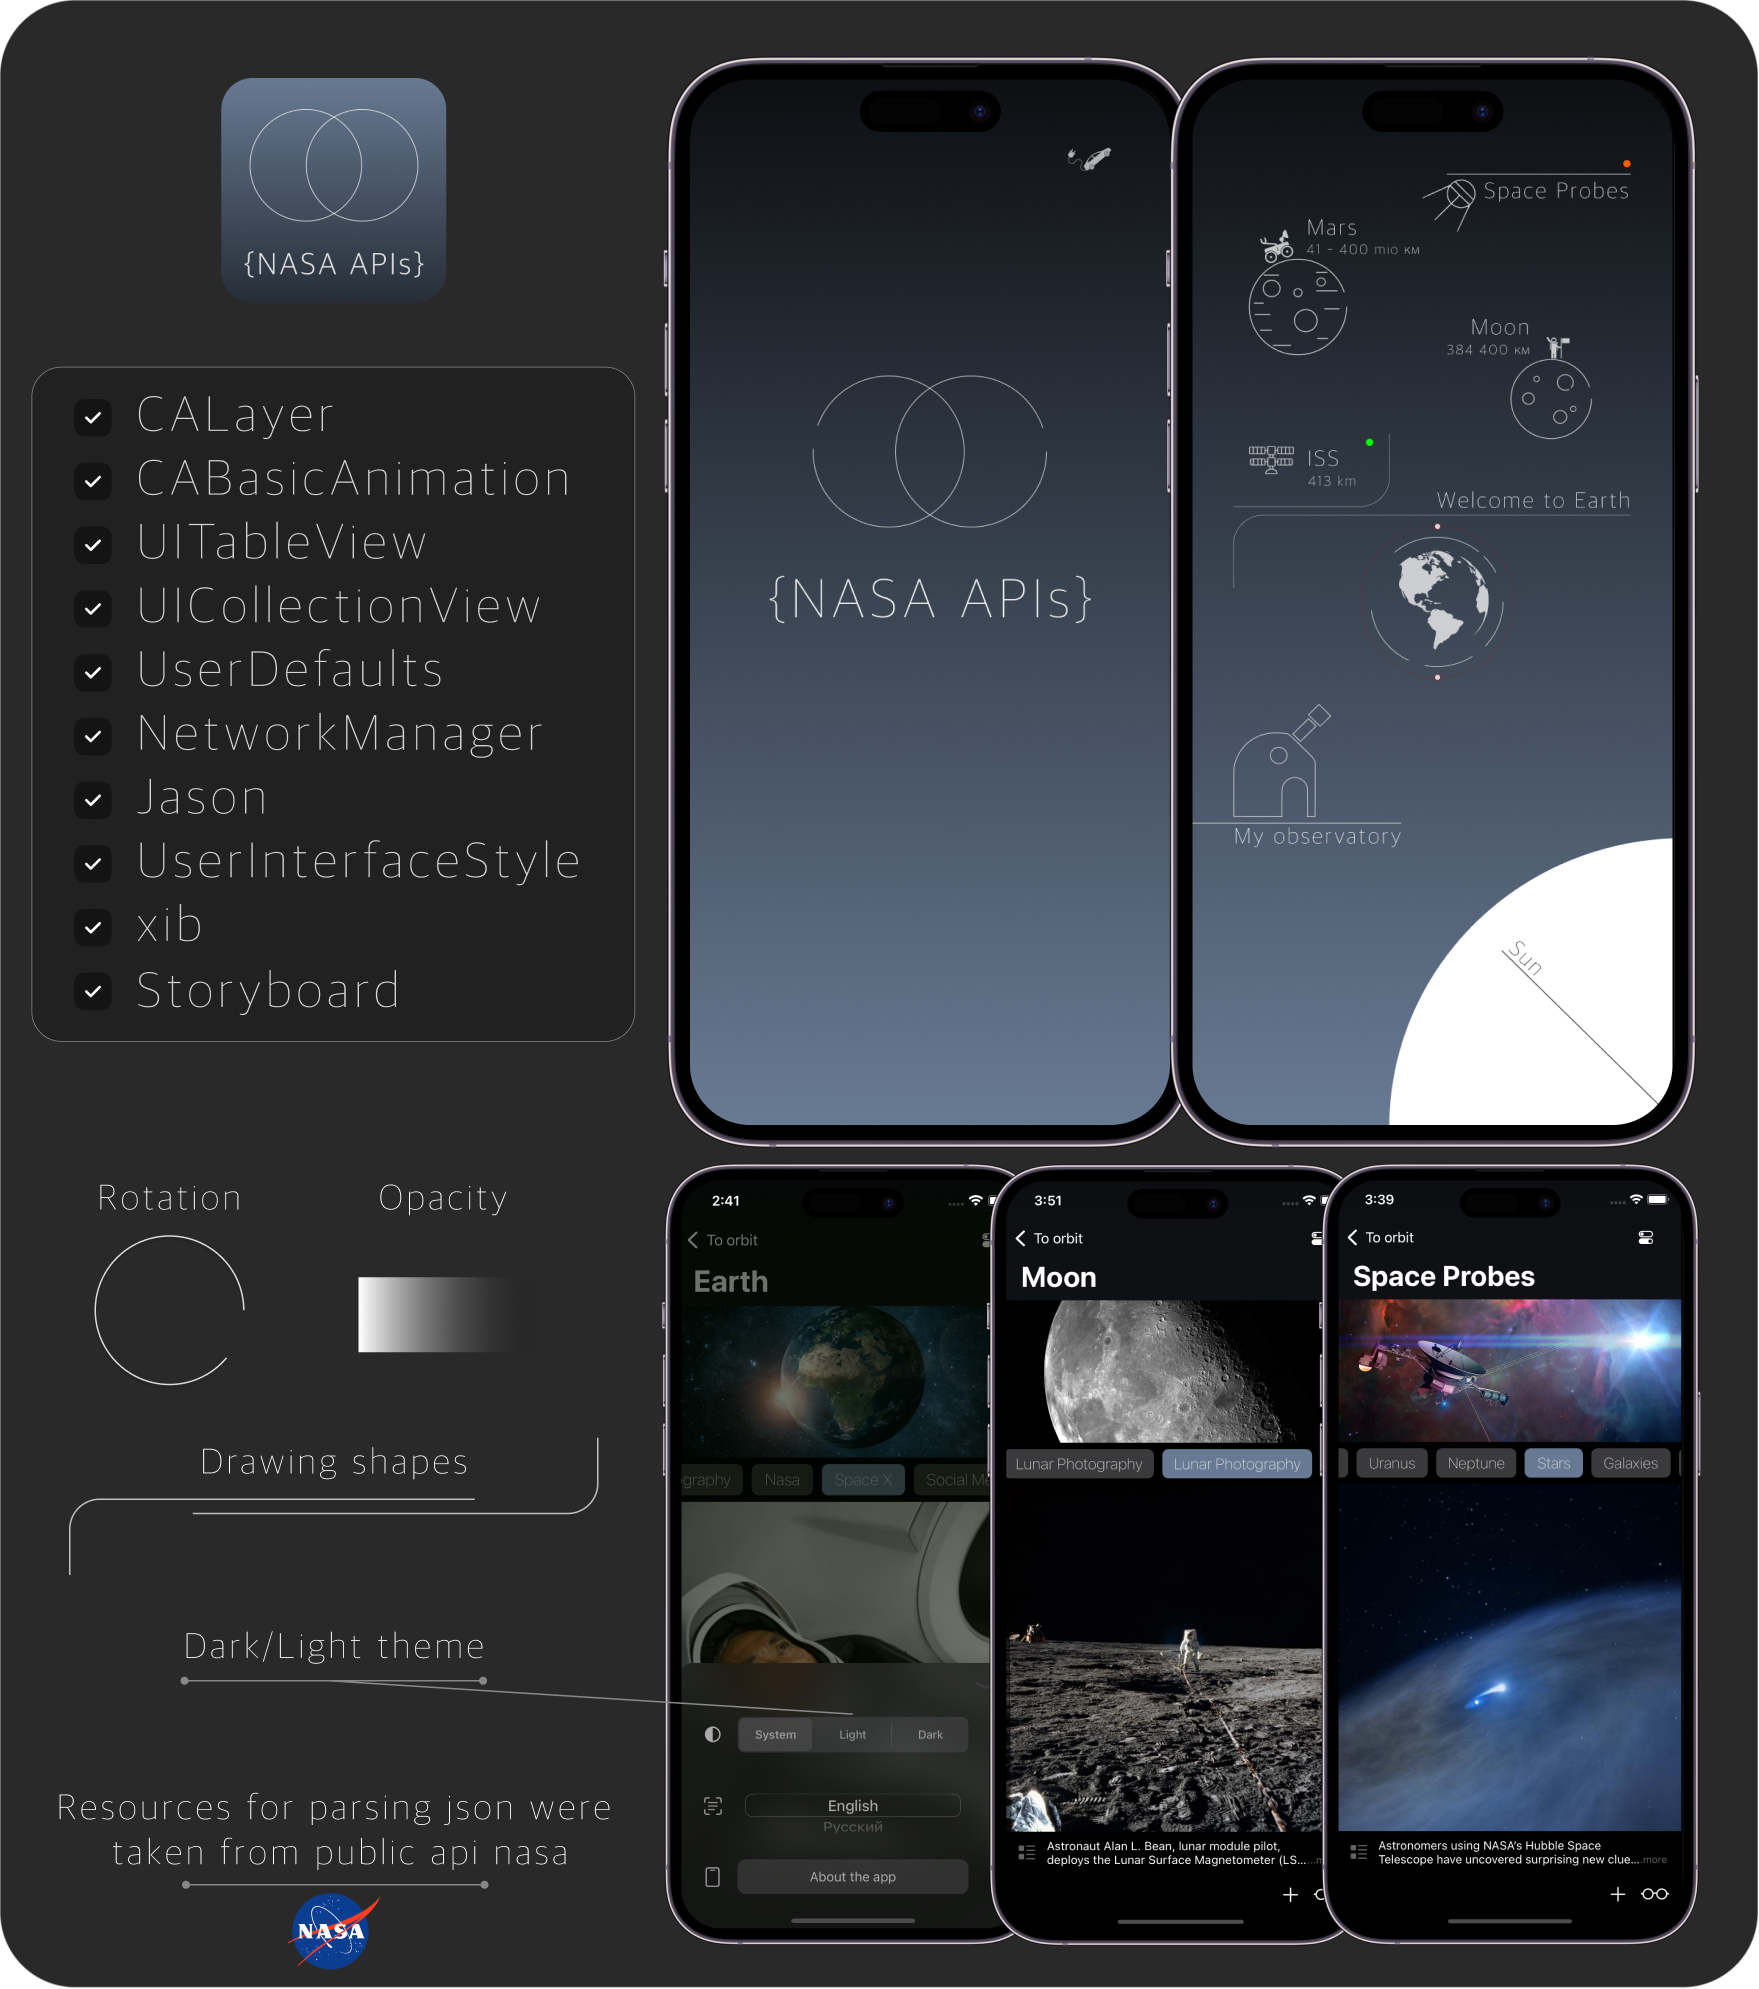 {NASA APIs}
CALayer
CABasicAnimation
UITableView
UICollectionView
UserDefaults
NetworkManager
Jason
UserInterfaceStyle
xib
Storyboard
Rotation
Opacity
Drawing shapes
Dark/Light theme
Resources for parsing json were
taken from public api nasa
NASA
{NASA APIs}
Space Probes
Mars
41 - 400 mio км
Moon
384 400 км
ISS
413 km
Welcome to Earth
My observatory
Sun
2:41
To orbit
Earth
ography
Nasa
Space X
Social Me
System
Light
Dark
English
Русский
About the app
3:51
To orbit
Moon
Lunar Photography
Lunar Photography
Astronaut Alan L. Bean, lunar module pilot,
deploys the Lunar Surface Magnetometer (LS...
3:39
To orbit
Space Probes
Uranus
Neptune
Stars
Galaxies
Astronomers using NASA's Hubble Space
Telescope have uncovered surprising new clue... more